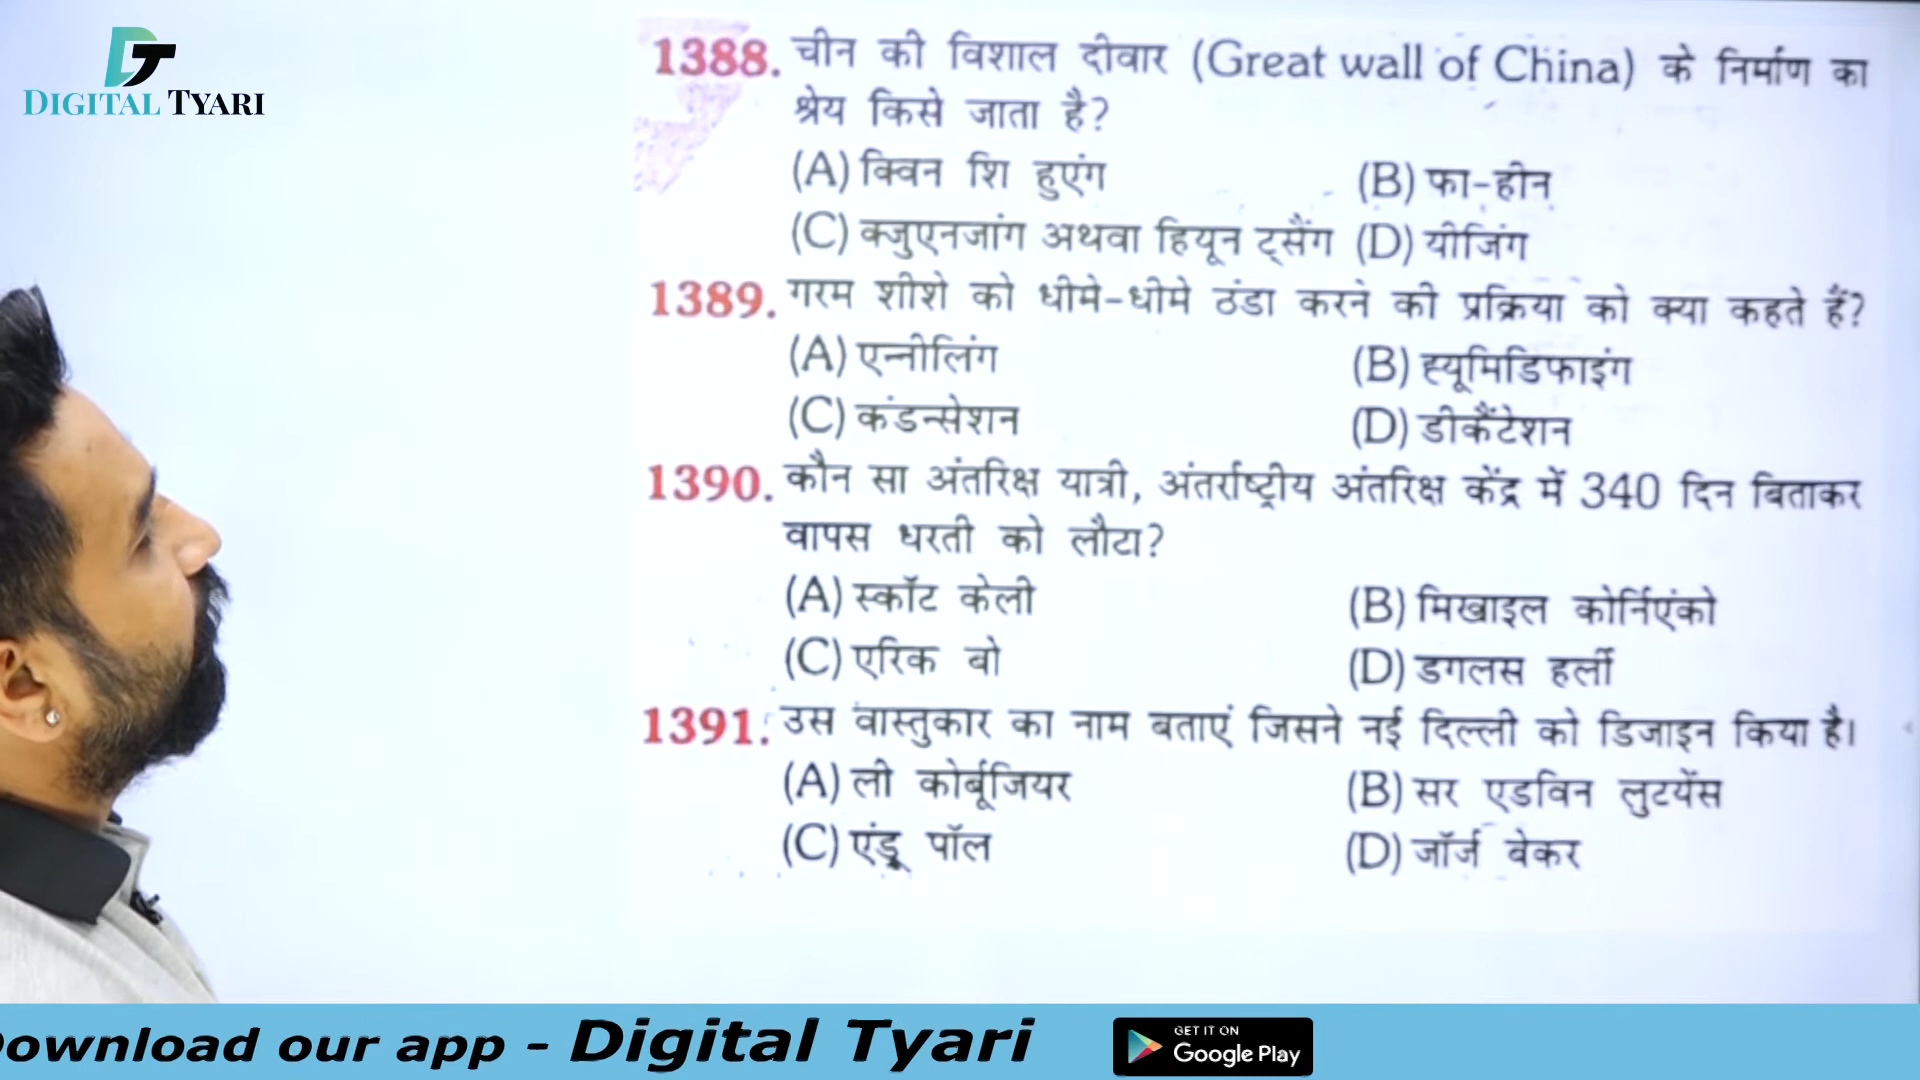 DT
DIGITAL TYARI
1388. चीन की विशाल दीवार (Great wall of China) के निर्माण का
श्रेय किसे जाता है?
(A) क्विन शि हुएंग (B) फा-हीन
(C) क्जुएनजांग अथवा हियून ट्सैंग (D) यीजिंग
1389. गरम शीशे को धीमे-धीमे ठंडा करने की प्रक्रिया को क्या कहते हैं?
(A) एन्नीलिंग (B) ह्यूमिडिफाइंग
(C) कंडन्सेशन (D) डीकैंटेशन
1390. कौन सा अंतरिक्ष यात्री, अंतर्राष्ट्रीय अंतरिक्ष केंद्र में 340 दिन बिताकर
वापस धरती को लौटा?
(A) स्कॉट केली (B) मिखाइल कोर्निएंको
(C) एरिक बो (D) डगलस हर्ली
1391. उस वास्तुकार का नाम बताएं जिसने नई दिल्ली को डिजाइन किया है।
(A) ली कोर्बूजियर (B) सर एडविन लुटयेंस
(C) एंड्रू पॉल (D) जॉर्ज बेकर
ownload our app - Digital Tyari
GET IT ON
Google Play